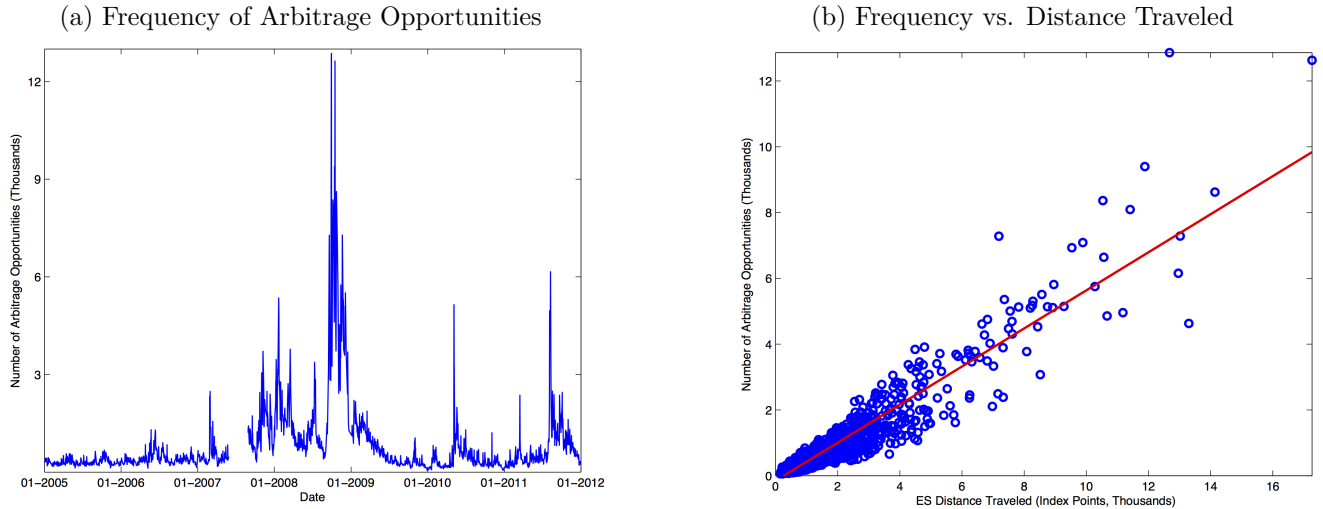 (a) Frequency of Arbitrage Opportunities
12
9
6
3
Number of Arbitrage Opportunities (Thousands)
01–2005 01–2006 01–2007 01–2008 01–2009 01–2010 01–2011 01–2012
Date
(b) Frequency vs. Distance Traveled
12
10
8
6
4
2
0
Number of Arbitrage Opportunities (Thousands)
2 4 6 8 10 12 14 16
ES Distance Traveled (Index Points, Thousands)